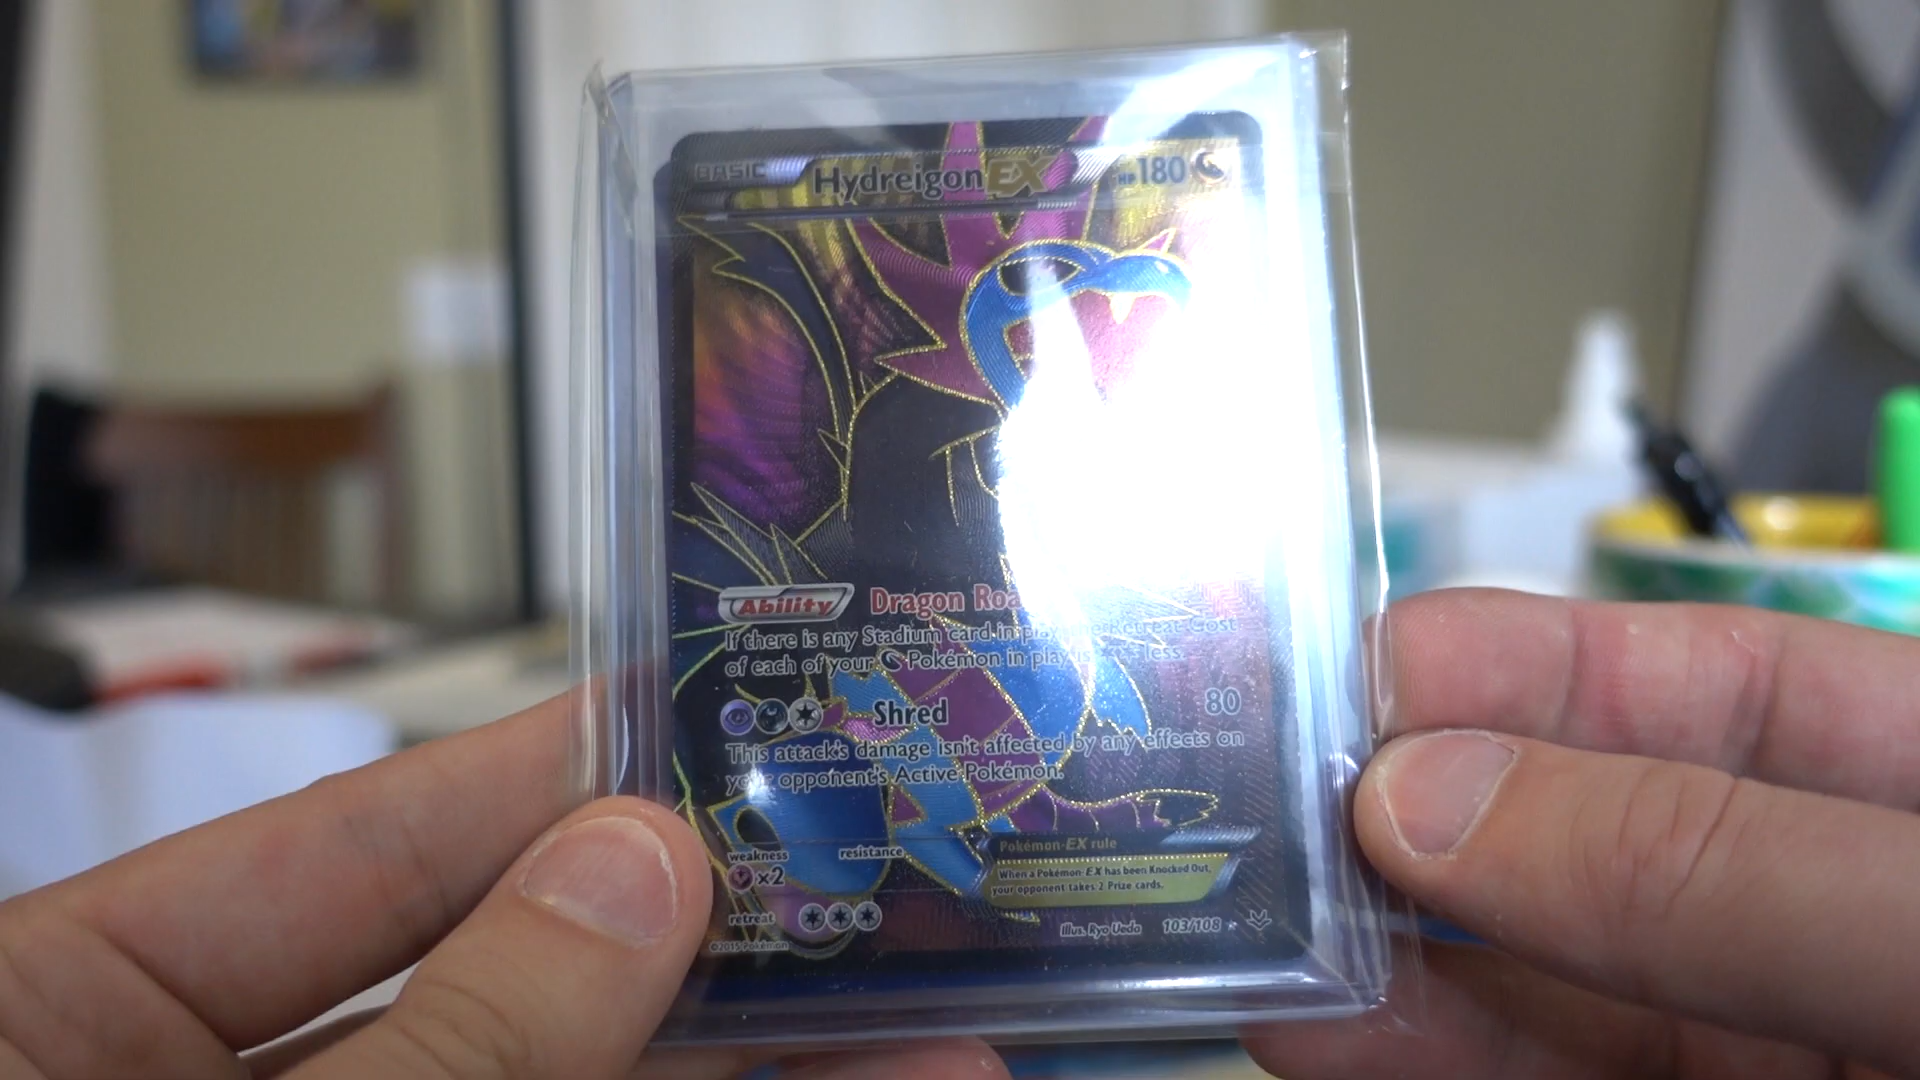 BASIC Hydreigon EX HP 180
Ability Dragon
If there is any Stadium card in play, Retreat Cost
of each of your Pokémon in play is less.
Shred 80
This attack's damage isn't affected by any effects on
your opponent's Active Pokémon.
weakness resistance
×2
retreat
Pokémon-EX rule
When a Pokémon-EX has been Knocked Out,
your opponent takes 2 Prize cards.
©2015 Pokémon
Illus. Ryo Ueda 103/108